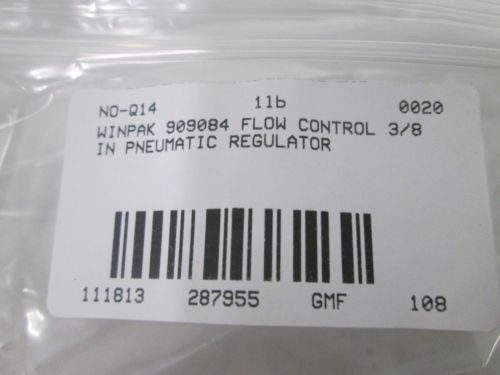 NO-Q14 1lb 0020
WINPAK 909084 FLOW CONTROL 3/8
IN PNEUMATIC REGULATOR
111813 287955 GMF 108